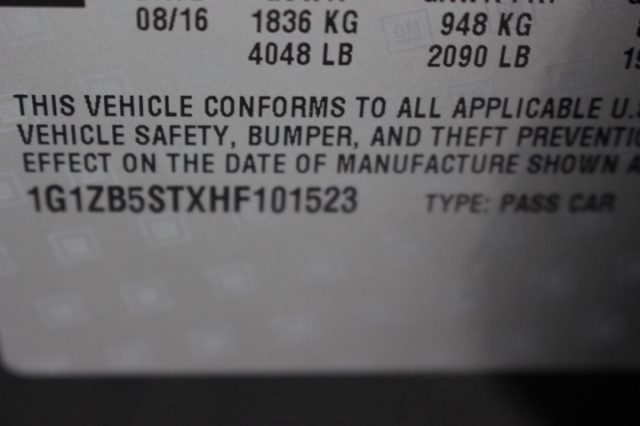 08/16 1836 KG 948 KG
4048 LB 2090 LB
THIS VEHICLE CONFORMS TO ALL APPLICABLE U.S
VEHICLE SAFETY, BUMPER, AND THEFT
EFFECT ON THE DATE OF MANUFACTURE SHOWN
1G1ZB5STXHF101523 TYPE: PASS CAR